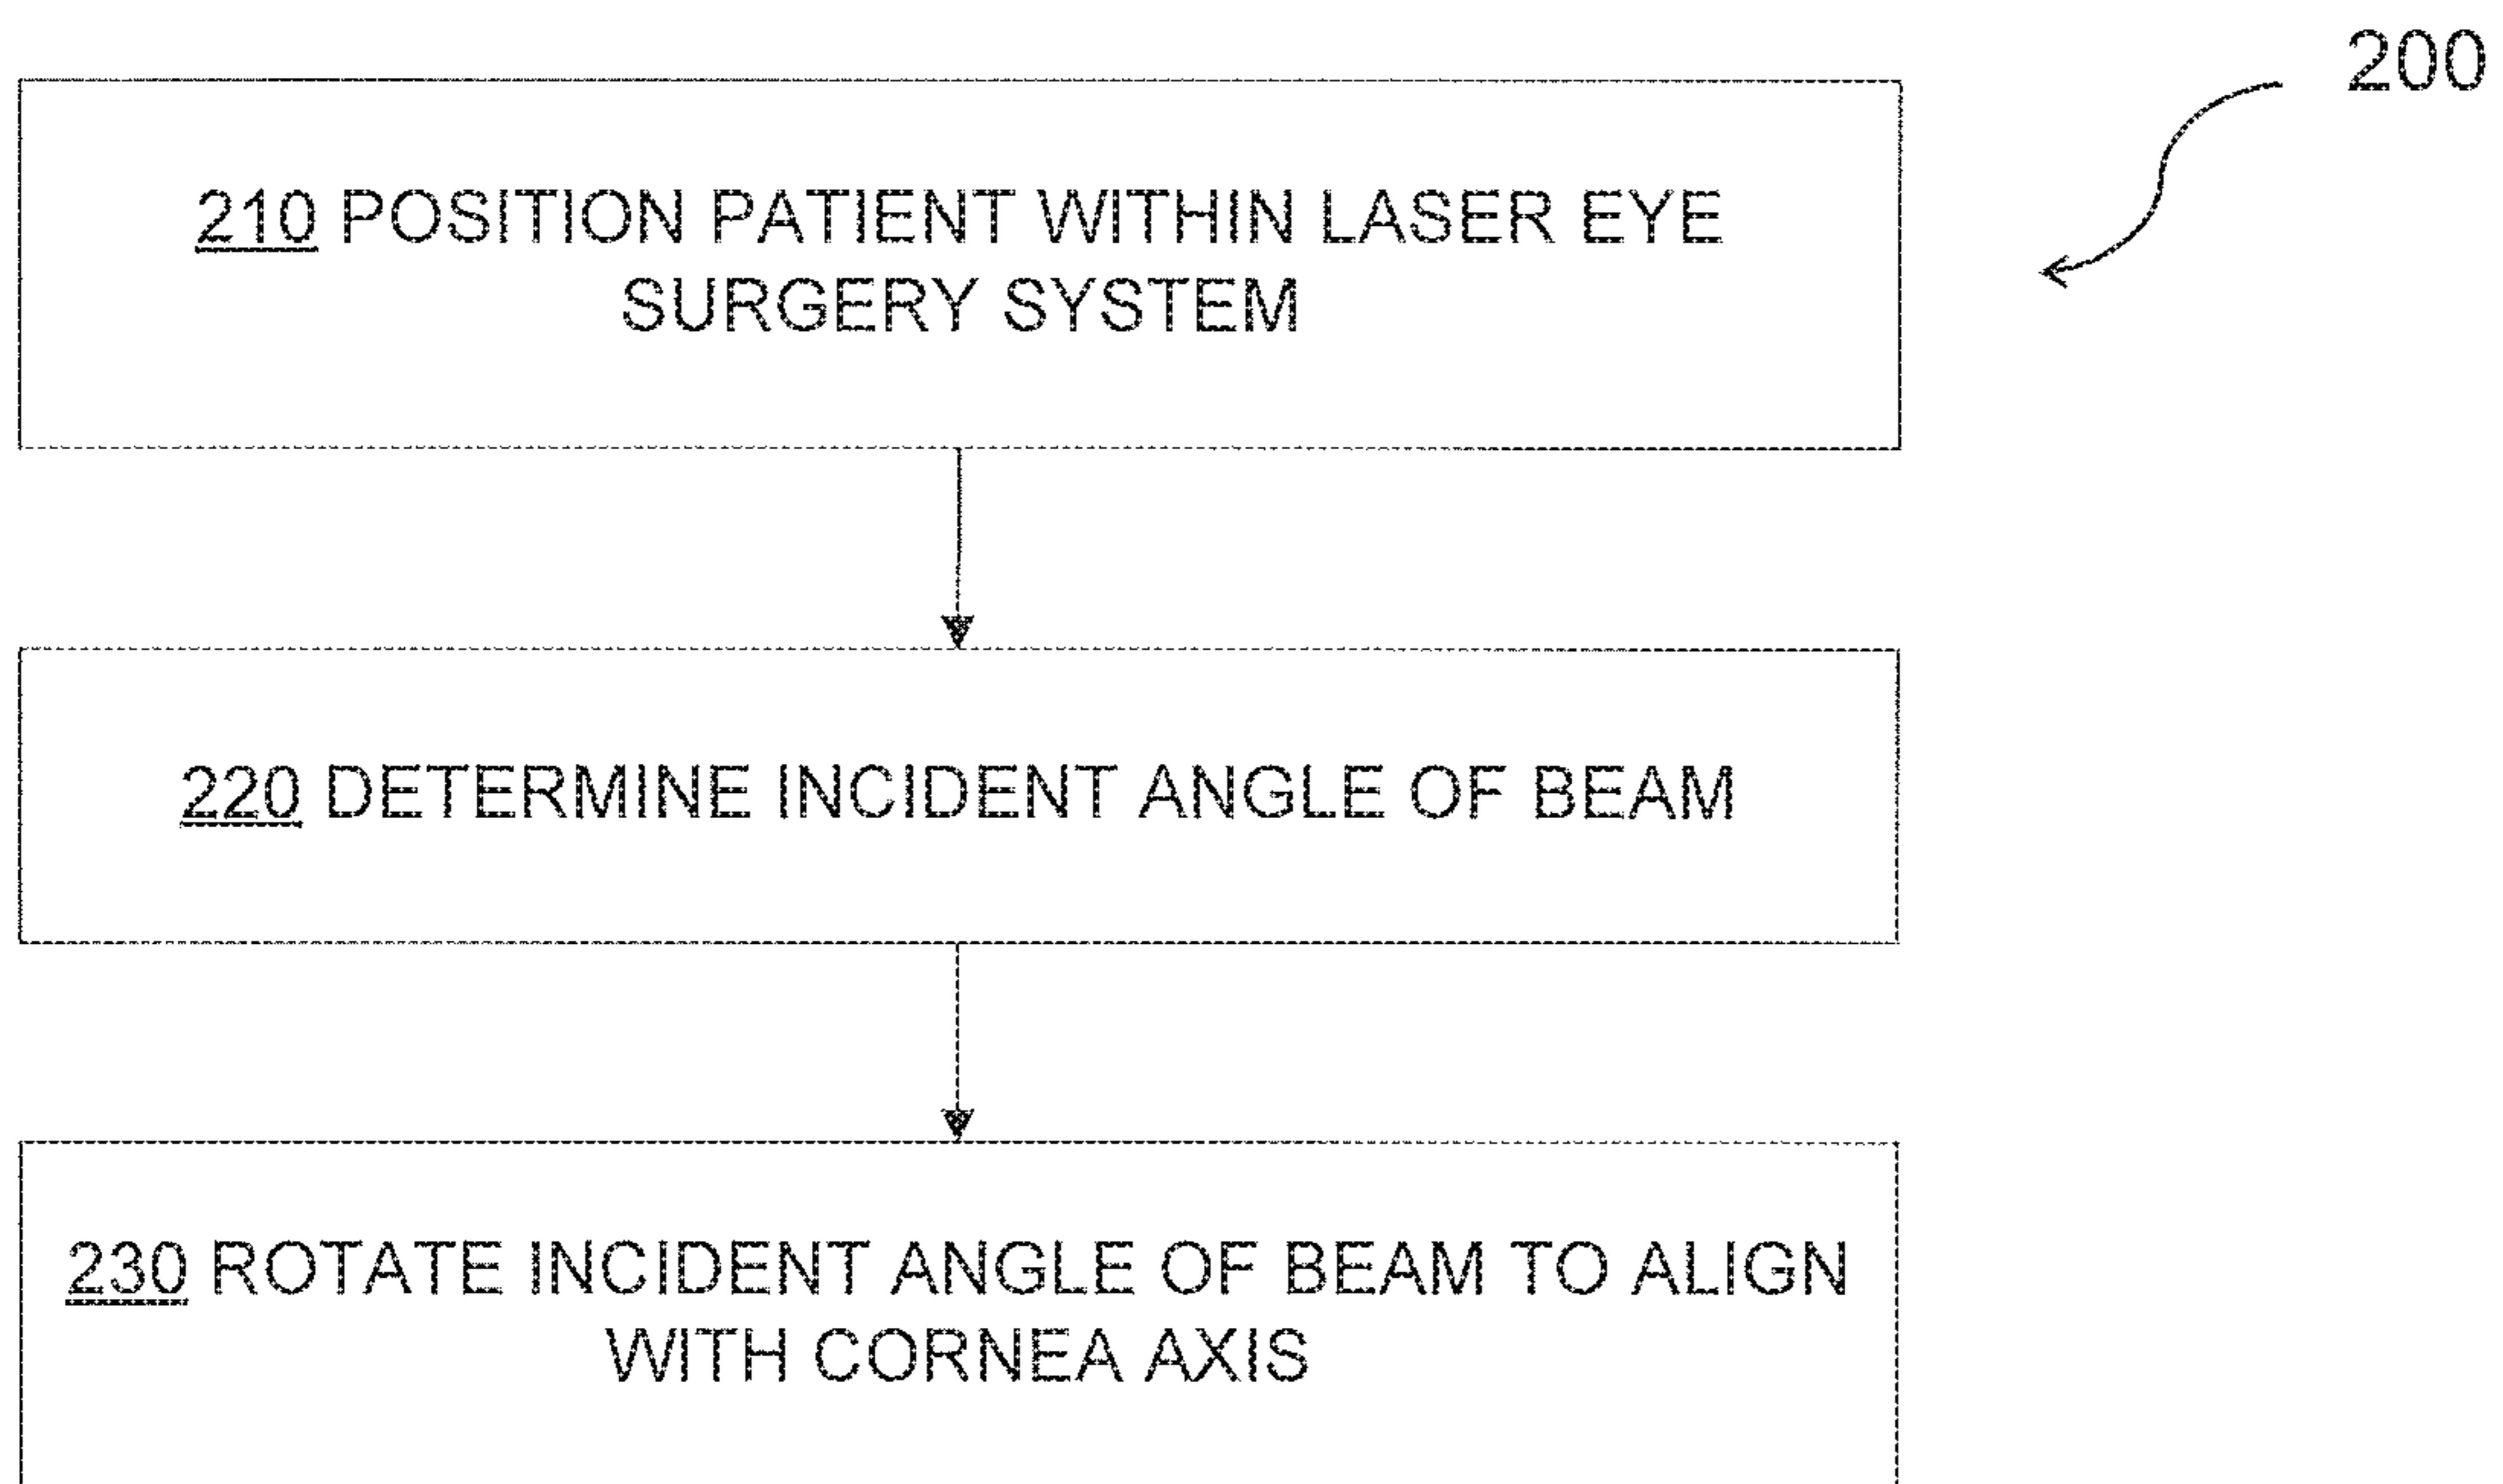 200
210 POSITION PATIENT WITHIN LASER EYE
SURGERY SYSTEM
220 DETERMINE INCIDENT ANGLE OF BEAM
230 ROTATE INCIDENT ANGLE OF BEAM TO ALIGN
WITH CORNEA AXIS